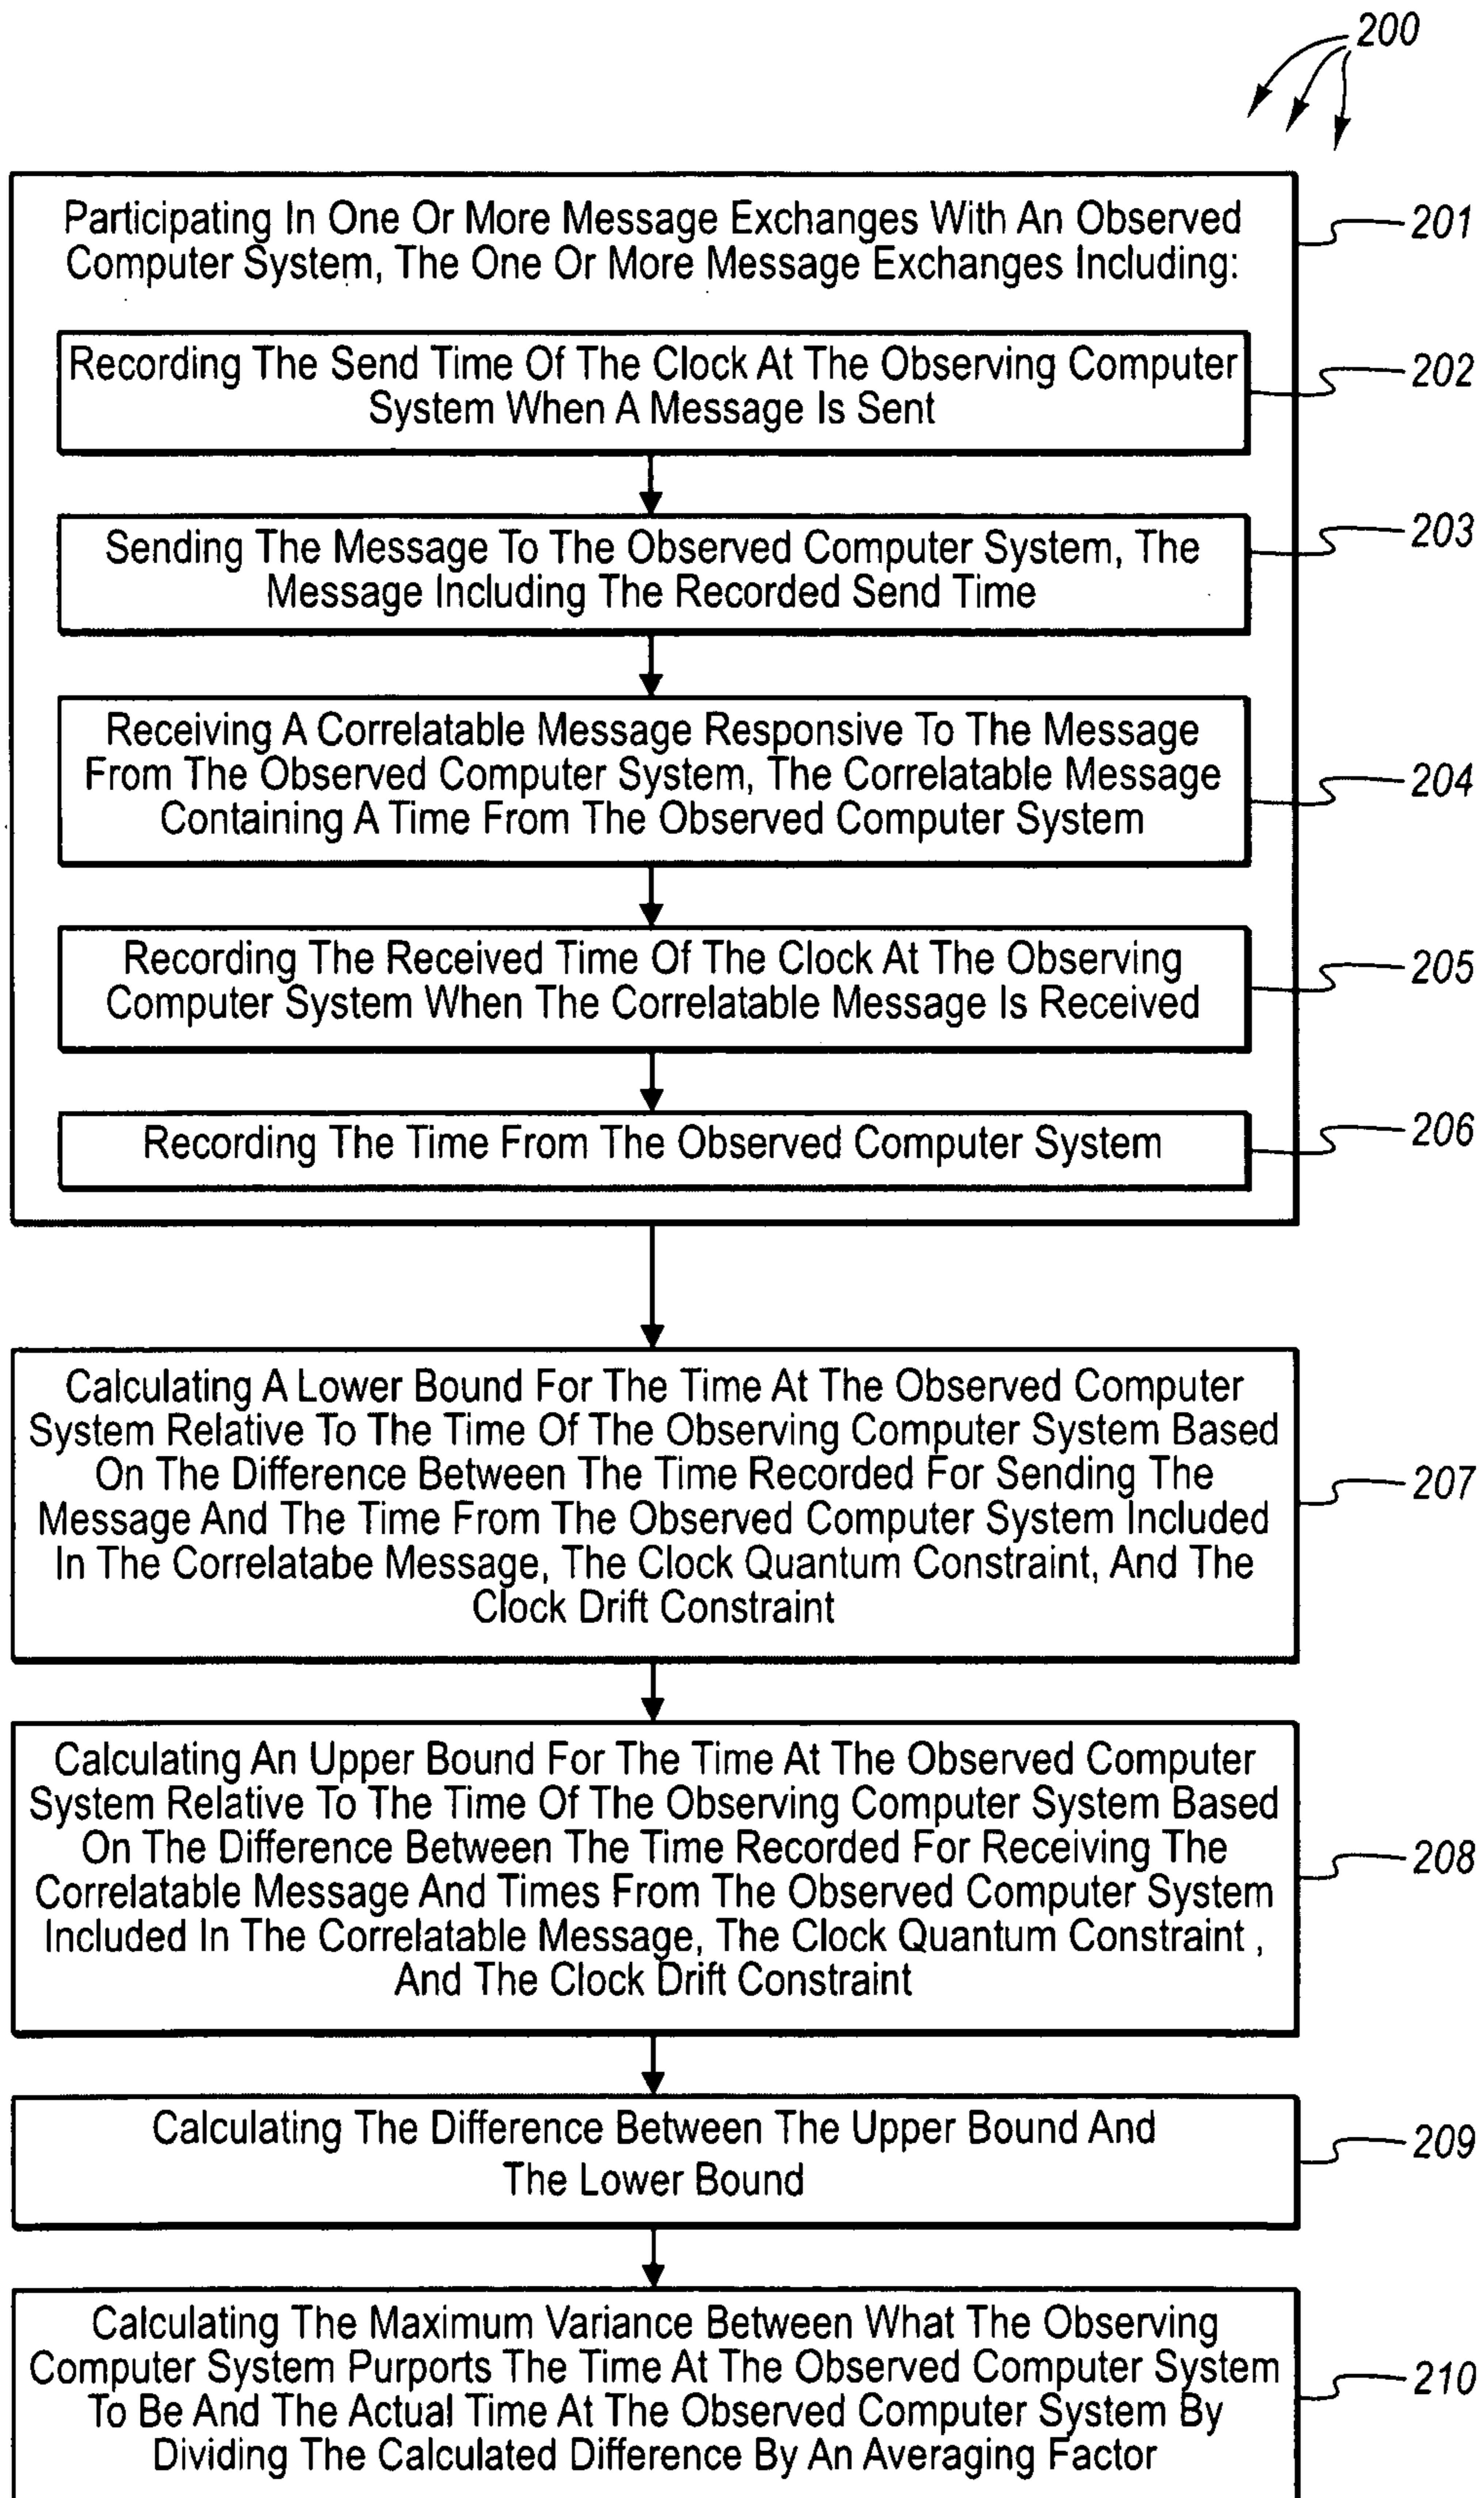 200
Participating In One Or More Message Exchanges With An Observed
Computer System, The One Or More Message Exchanges Including:
201
Recording The Send Time Of The Clock At The Observing Computer
System When A Message Is Sent
202
Sending The Message To The Observed Computer System, The
Message Including The Recorded Send Time
203
Receiving A Correlatable Message Responsive To The Message
From The Observed Computer System, The Correlatable Message
Containing A Time From The Observed Computer System
204
Recording The Received Time Of The Clock At The Observing
Computer System When The Correlatable Message Is Received
205
Recording The Time From The Observed Computer System
206
Calculating A Lower Bound For The Time At The Observed Computer
System Relative To The Time Of The Observing Computer System Based
On The Difference Between The Time Recorded For Sending The
Message And The Time From The Observed Computer System Included
In The Correlatabe Message, The Clock Quantum Constraint, And The
Clock Drift Constraint
207
Calculating An Upper Bound For The Time At The Observed Computer
System Relative To The Time Of The Observing Computer System Based
On The Difference Between The Time Recorded For Receiving The
Correlatable Message And Times From The Observed Computer System
Included In The Correlatable Message, The Clock Quantum Constraint ,
And The Clock Drift Constraint
208
Calculating The Difference Between The Upper Bound And
The Lower Bound
209
Calculating The Maximum Variance Between What The Observing
Computer System Purports The Time At The Observed Computer System
To Be And The Actual Time At The Observed Computer System By
Dividing The Calculated Difference By An Averaging Factor
210